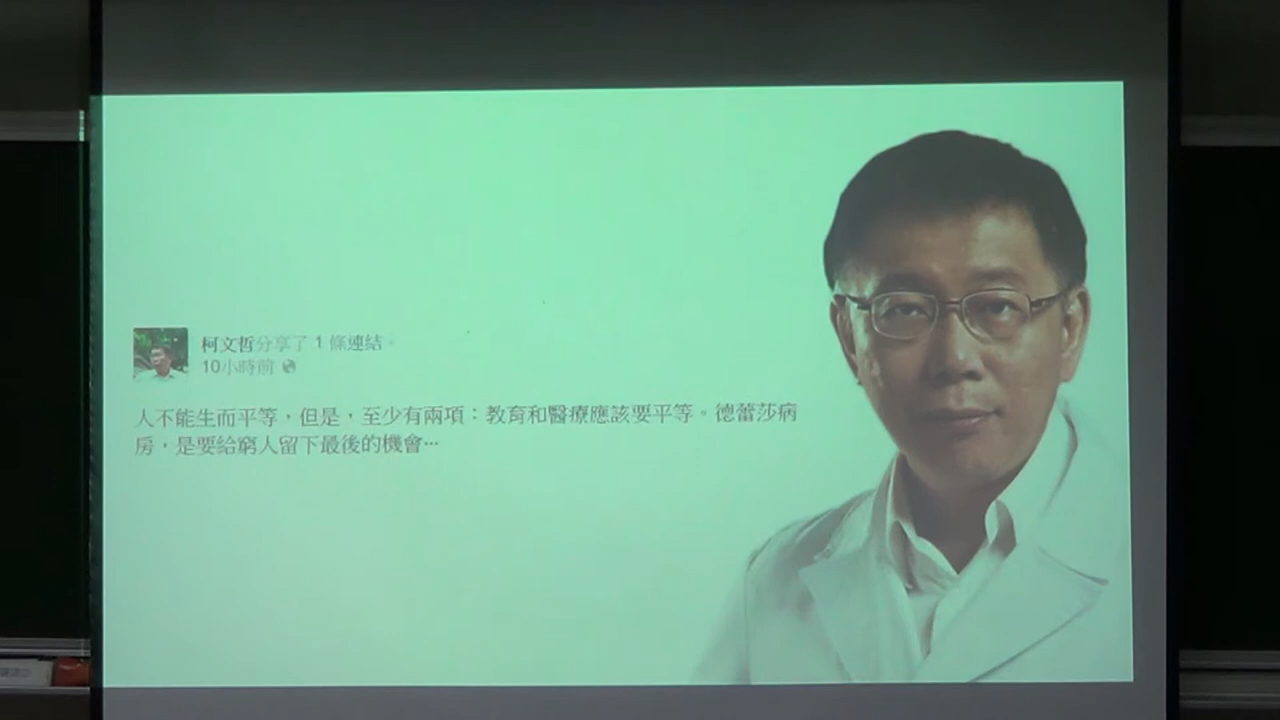 柯文哲分享了 1 條連結。
10小時前
人不能生而平等，但是，至少有兩項：教育和醫療應該要平等。德蕾莎病
房，是要給窮人留下最後的機會…